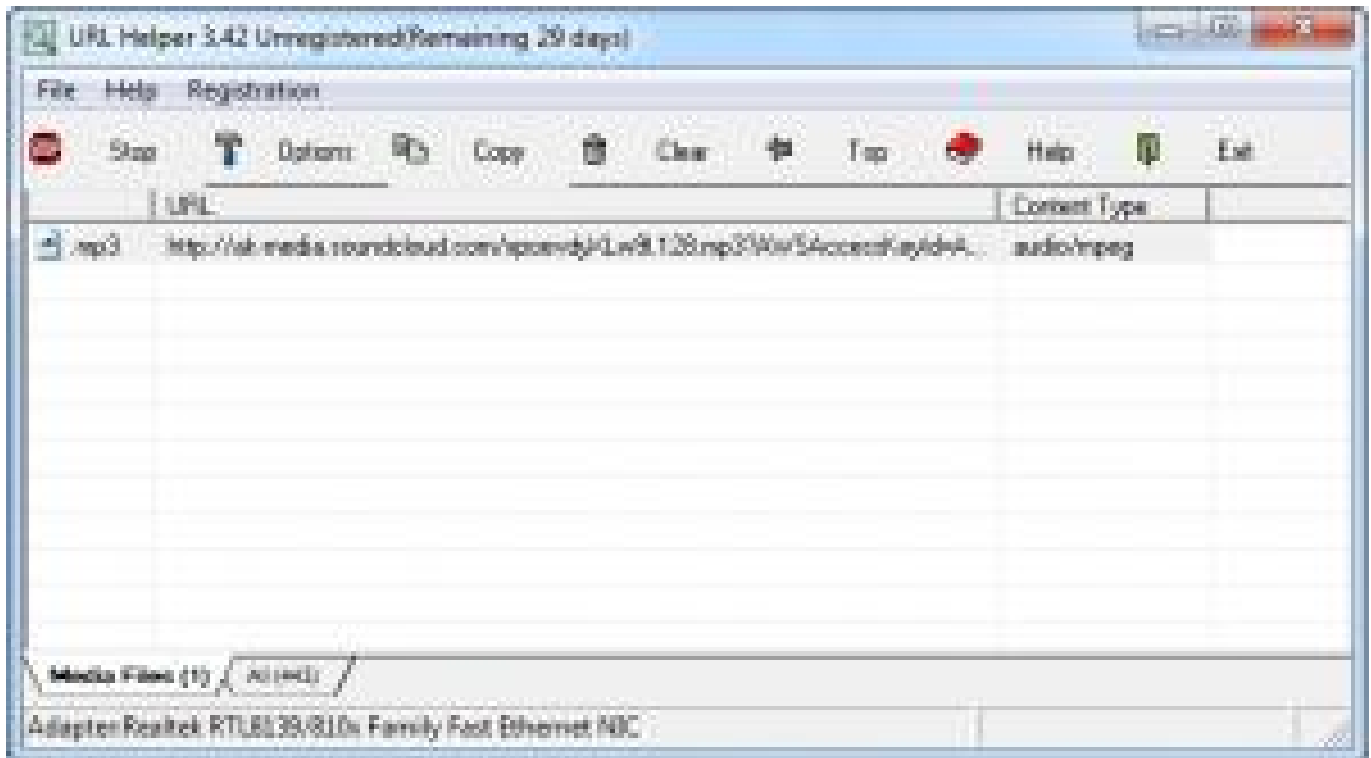 URL Helper 3.42 Unregistered(Remaining 29 days)
File Help Registration
Stop Options Copy Clear Top Help Exit
URL Content Type
.mp3 audio/mpeg
Media Files (1)
Adapter:Realtek RTL8139/810x Family Fast Ethernet NIC